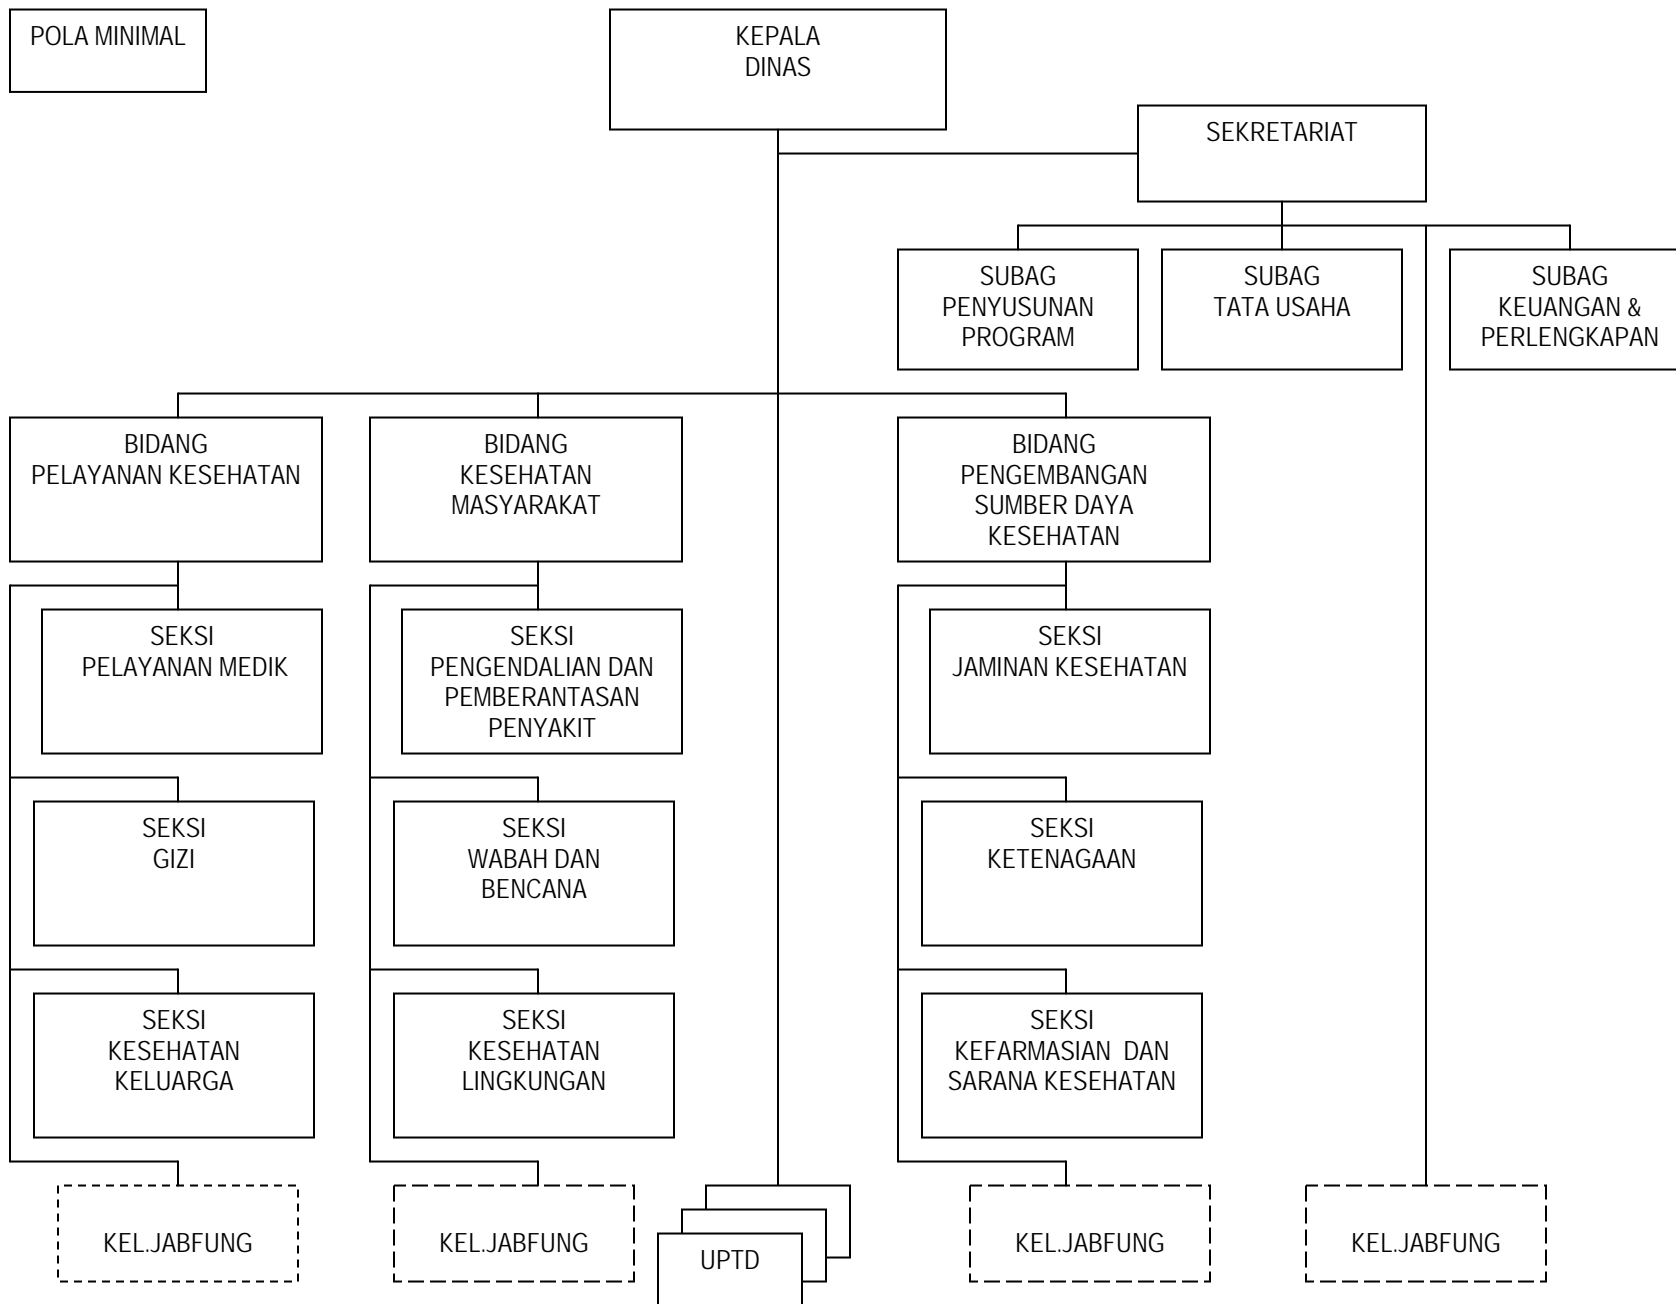 POLA MINIMAL
KEPALA
DINAS
SEKRETARIAT
SUBAG
PENYUSUNAN
PROGRAM
SUBAG
TATA USAHA
SUBAG
KEUANGAN &
PERLENGKAPAN
BIDANG
PELAYANAN KESEHATAN
BIDANG
KESEHATAN
MASYARAKAT
BIDANG
PENGEMBANGAN
SUMBER DAYA
KESEHATAN
SEKSI
PELAYANAN MEDIK
SEKSI
PENGENDALIAN DAN
PEMBERANTASAN
PENYAKIT
SEKSI
JAMINAN KESEHATAN
SEKSI
GIZI
SEKSI
WABAH DAN
BENCANA
SEKSI
KETENAGAAN
SEKSI
KESEHATAN
KELUARGA
SEKSI
KESEHATAN
LINGKUNGAN
SEKSI
KEFARMASIAN  DAN
SARANA KESEHATAN
KEL.JABFUNG
KEL.JABFUNG
UPTD
KEL.JABFUNG
KEL.JABFUNG